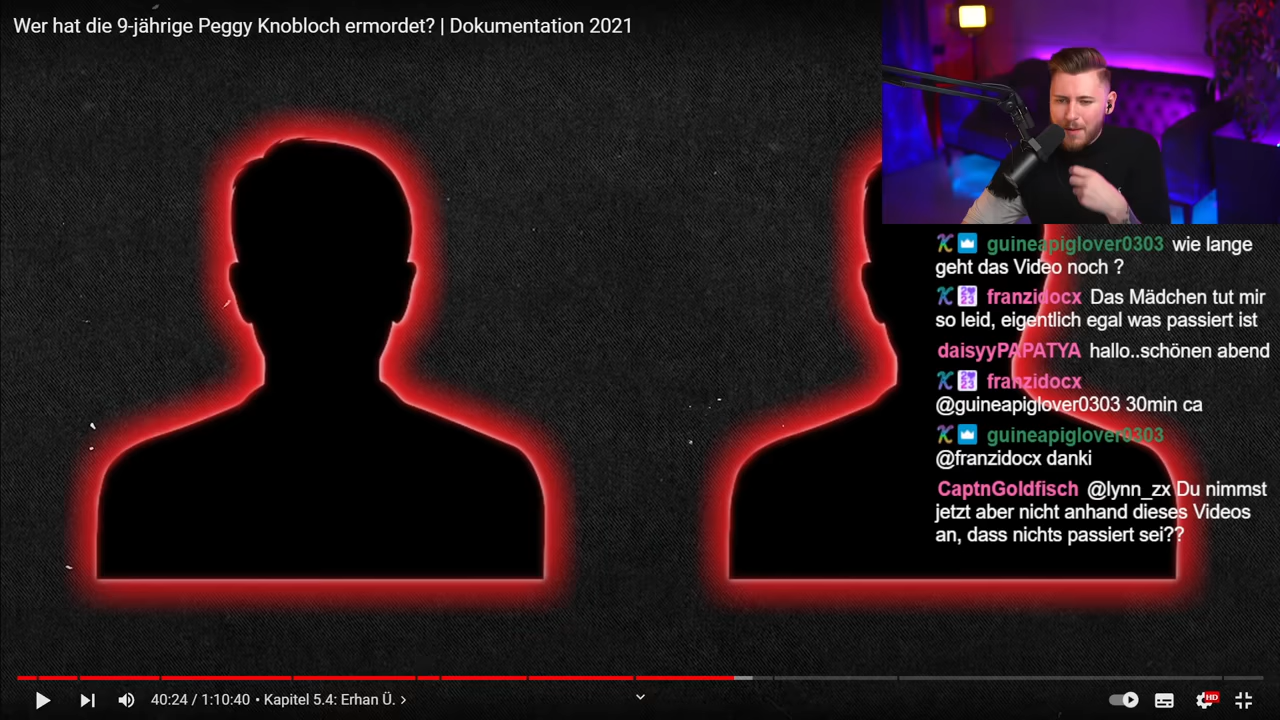 Wer hat die 9-jährige Peggy Knobloch ermordet? | Dokumentation 2021
guineapiglover0303 wie lange
geht das Video noch ?
franzidocx Das Mädchen tut mir
so leid, eigentlich egal was passiert ist
daisyyPAPATYA hallo..schönen abend
franzidocx
@guineapiglover0303 30min ca
guineapiglover0303
@franzidocx danki
CaptnGoldfisch @lynn_zx Du nimmst
jetzt aber nicht anhand dieses Videos
an, dass nichts passiert sei??
40:24 / 1:10:40 • Kapitel 5.4: Erhan Ü. >
HD